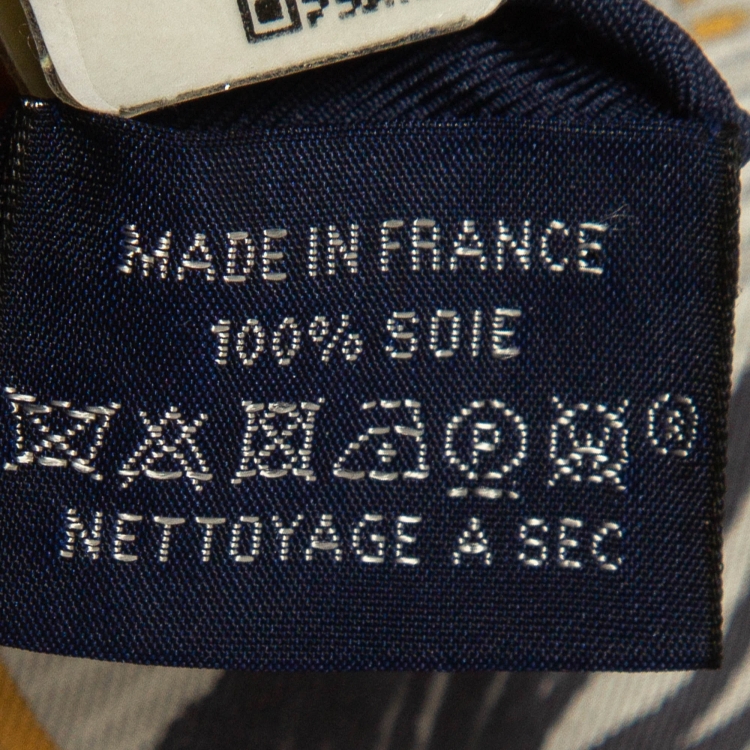 MADE IN FRANCE
100% SOIE
P W ®
NETTOYAGE A SEC